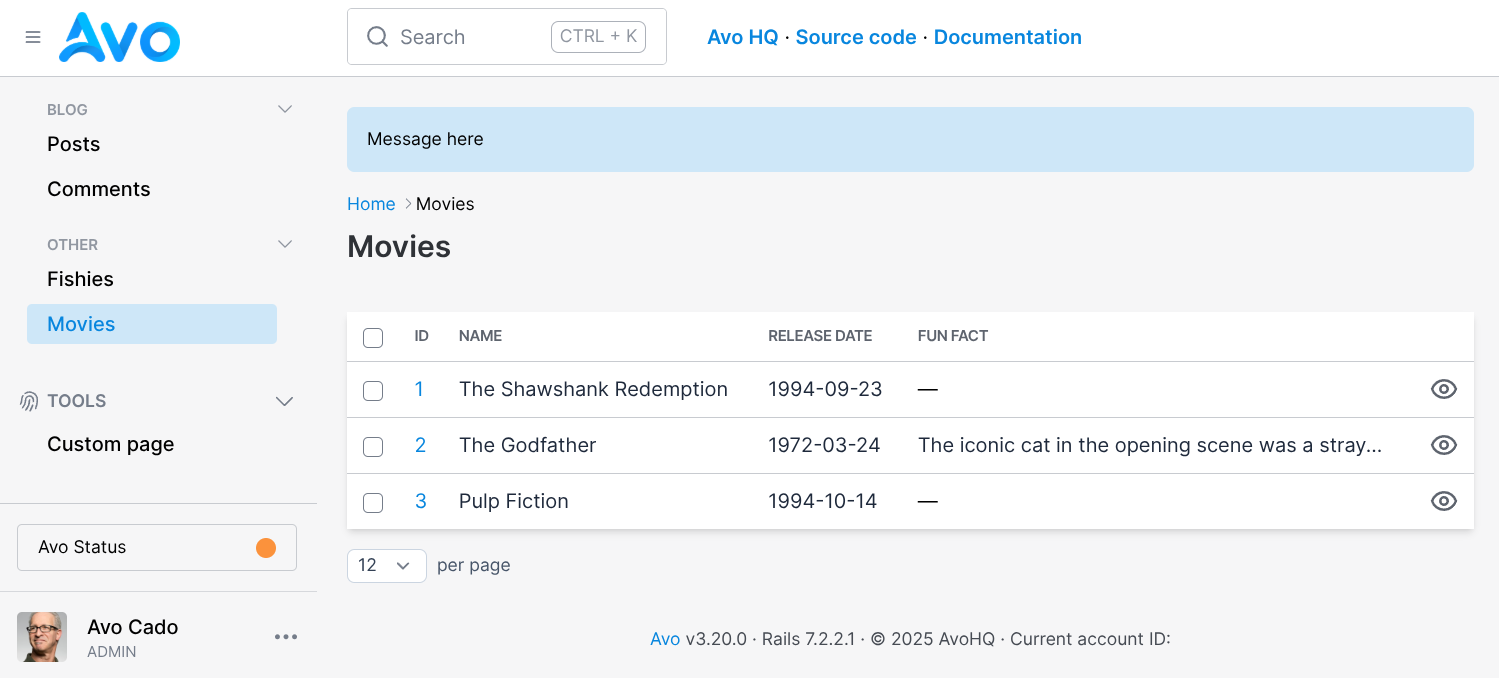 Avo
Search
CTRL + K
Avo HQ · Source code · Documentation
BLOG
Posts
Comments
OTHER
Fishies
Movies
TOOLS
Custom page
Avo Status
Avo Cado
ADMIN
Message here
Home > Movies
Movies
ID NAME RELEASE DATE FUN FACT
1 The Shawshank Redemption 1994-09-23 —
2 The Godfather 1972-03-24 The iconic cat in the opening scene was a stray...
3 Pulp Fiction 1994-10-14 —
12 per page
Avo v3.20.0 · Rails 7.2.2.1 · © 2025 AvoHQ · Current account ID: